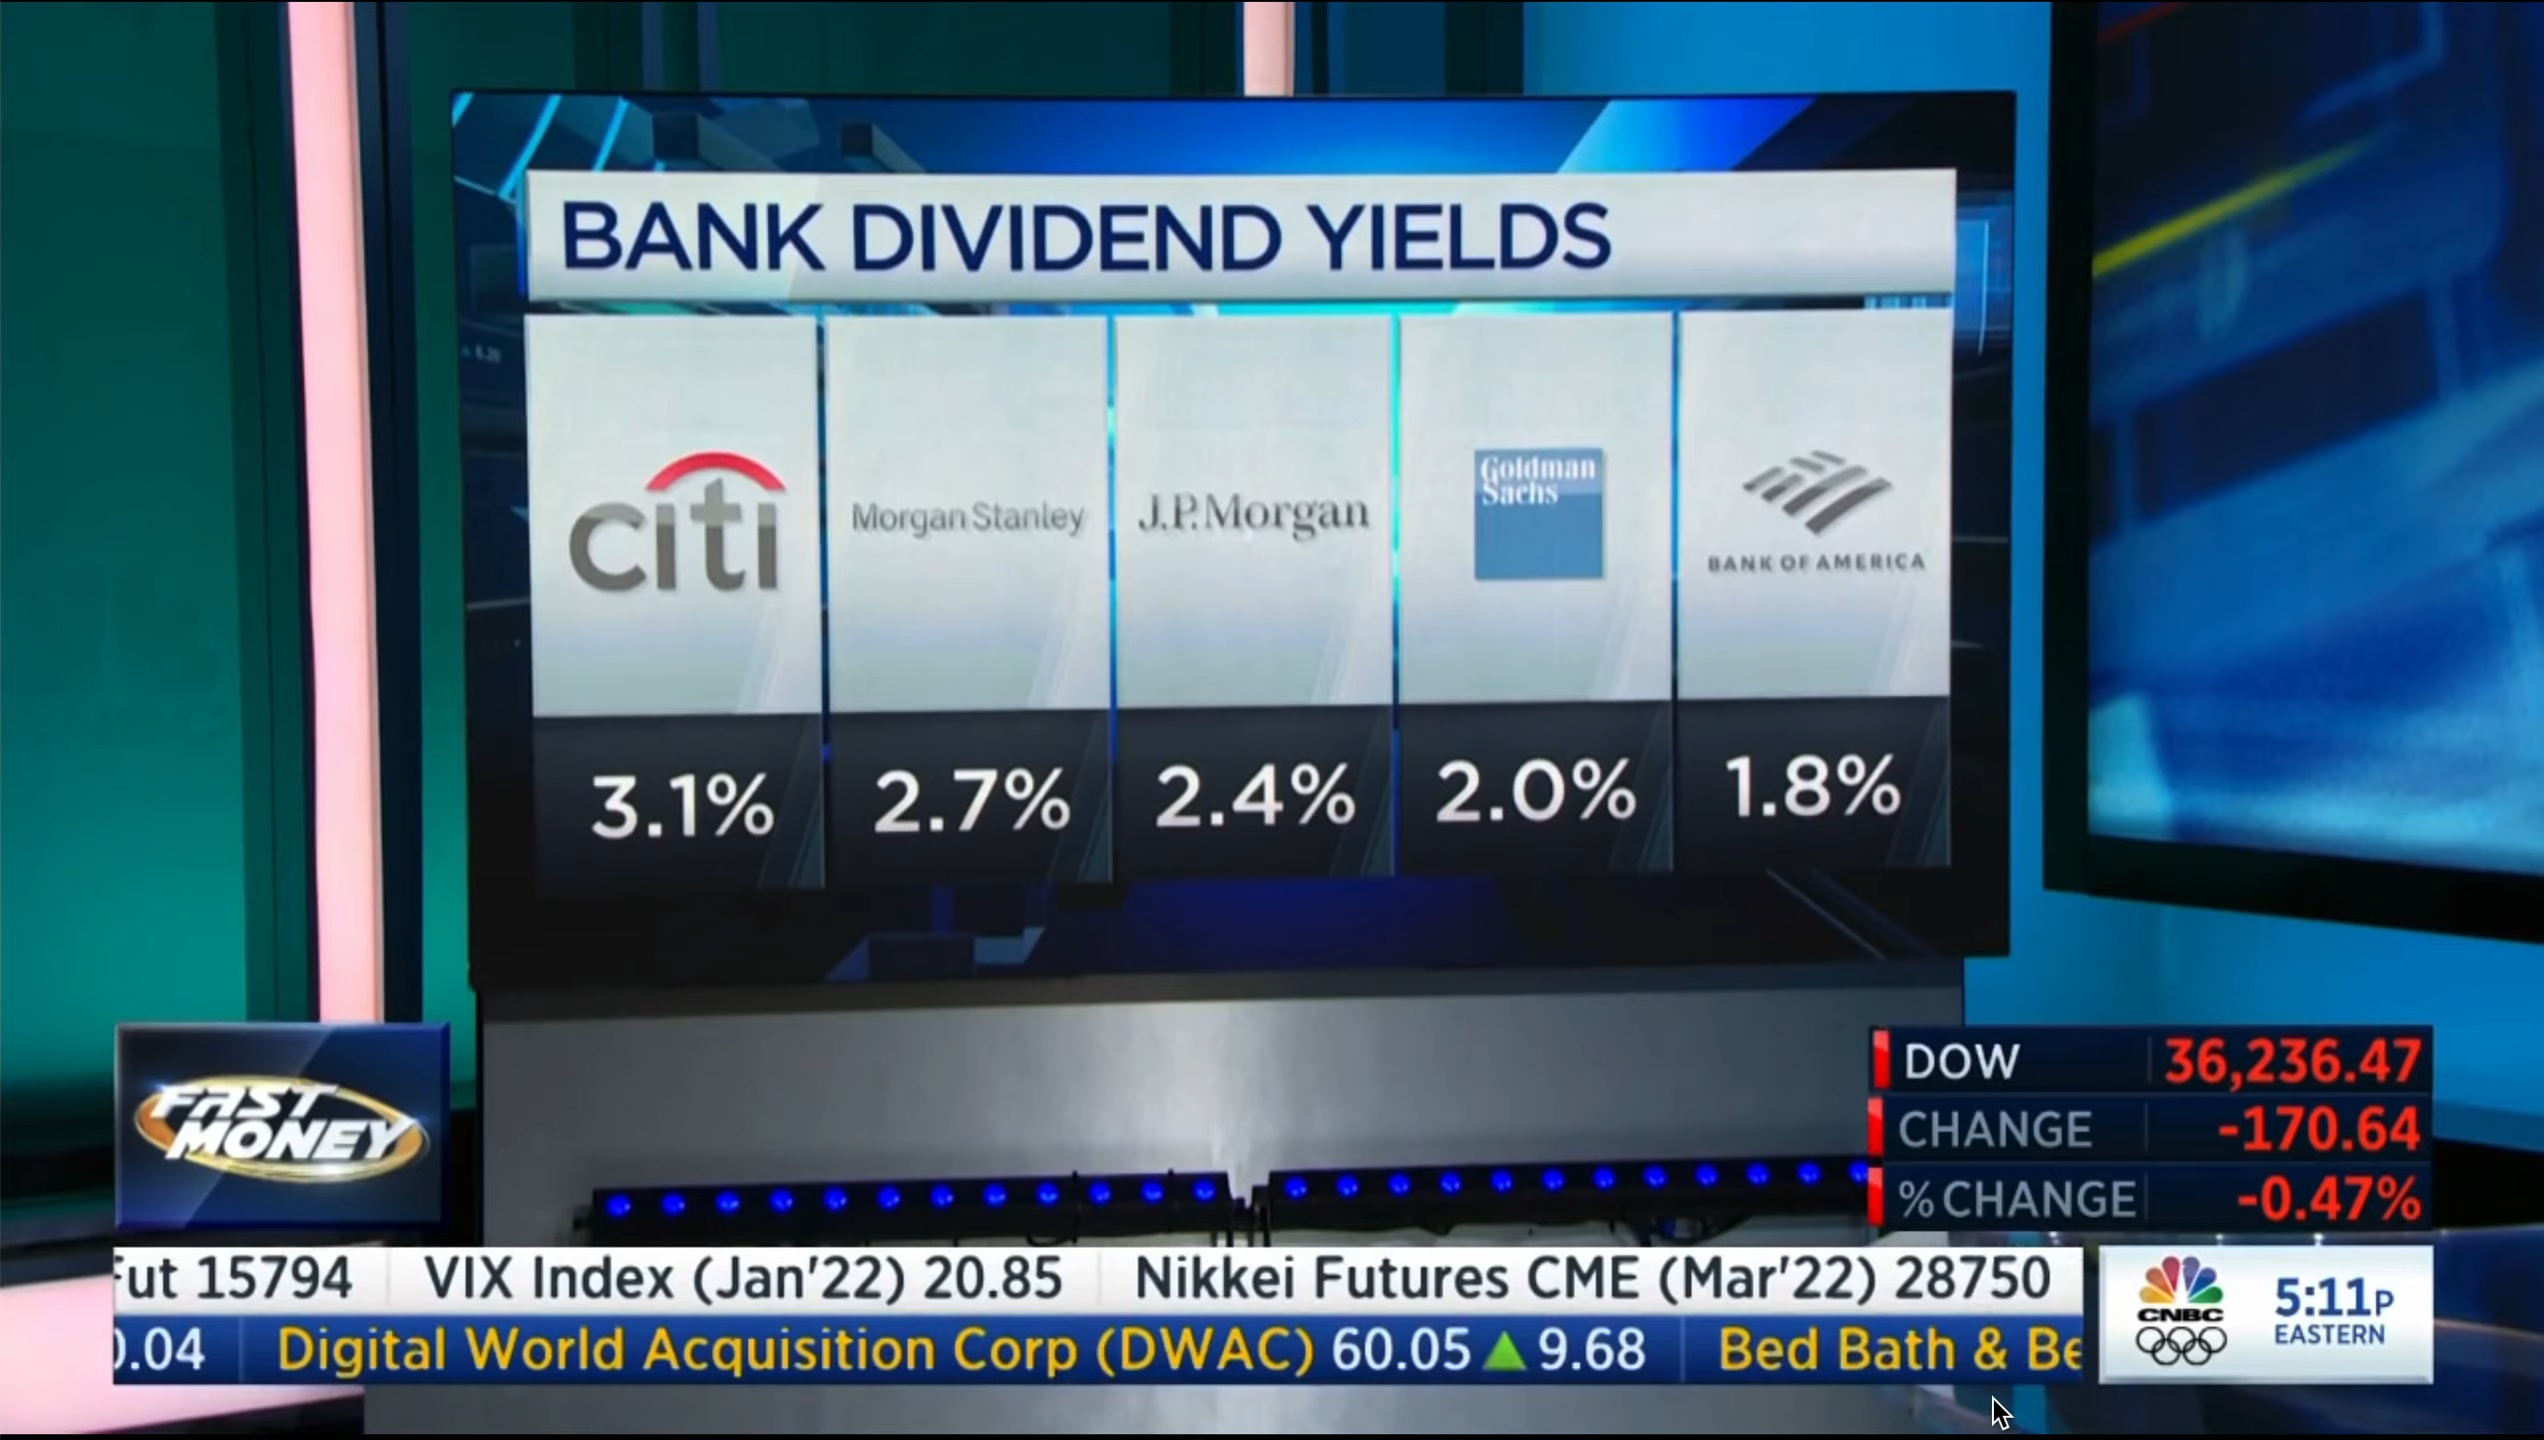 BANK DIVIDEND YIELDS
citi
Morgan Stanley
J.P.Morgan
Goldman
Sachs
BANK OF AMERICA
3.1% 2.7% 2.4% 2.0% 1.8%
FAST
MONEY
DOW 36,236.47
CHANGE -170.64
% CHANGE -0.47%
Fut 15794 VIX Index (Jan'22) 20.85 Nikkei Futures CME (Mar'22) 28750
0.04 Digital World Acquisition Corp (DWAC) 60.05 ▲ 9.68 Bed Bath & Be
CNBC
5:11P
EASTERN